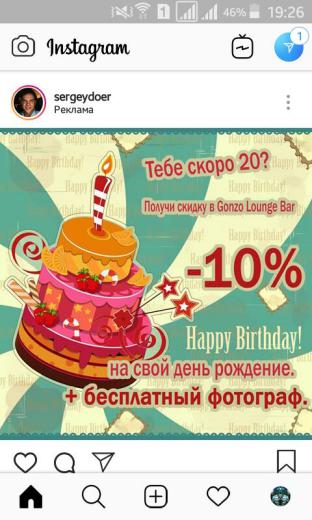 46% 19:26
Instagram
1
sergeydoer
Реклама
Тебе скоро 20?
Получи скидку в Gonzo Lounge Bar
-10%
Happy Birthday!
на свой день рождение.
+ бесплатный фотограф.